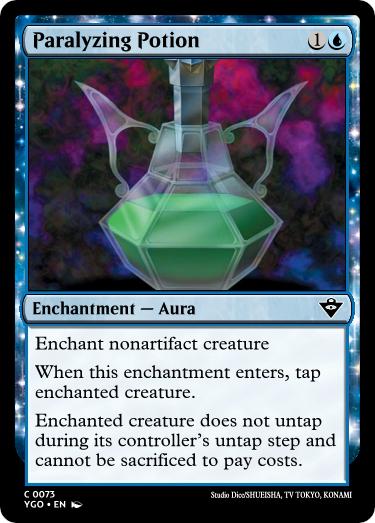 Paralyzing Potion 1
Enchantment — Aura
Enchant nonartifact creature
When this enchantment enters, tap
enchanted creature.
Enchanted creature does not untap
during its controller's untap step and
cannot be sacrificed to pay costs.
C 0073
YGO • EN
Studio Dice/SHUEISHA, TV TOKYO, KONAMI